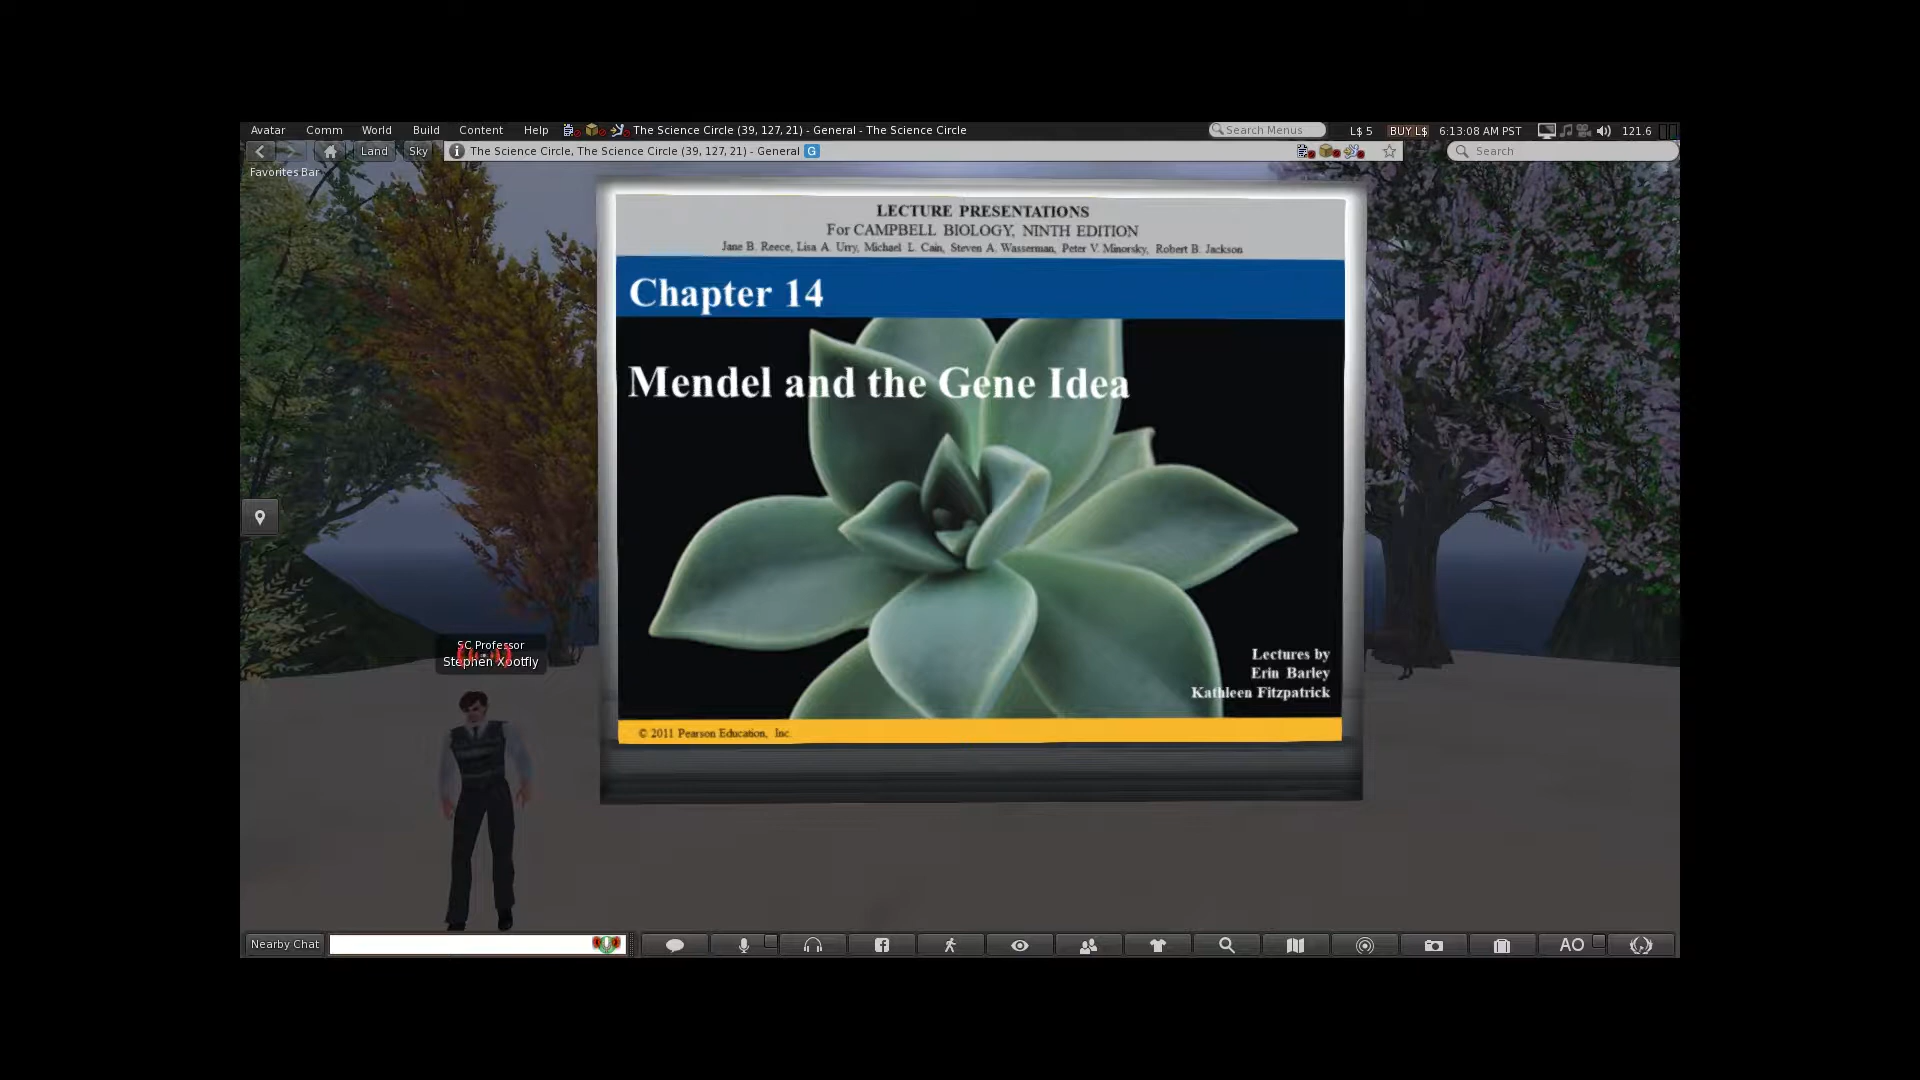 Avatar Comm World Build Content Help The Science Circle (39, 127, 21) - General - The Science Circle Search Menus L$ 5 BUY L$ 6:13:08 AM PST 121.6
Land Sky The Science Circle, The Science Circle (39, 127, 21) - General G Search
Favorites Bar
LECTURE PRESENTATIONS
For CAMPBELL BIOLOGY, NINTH EDITION
Jane B. Reece, Lisa A. Urry, Michael L. Cain, Steven A. Wasserman, Peter V. Minorsky, Robert B. Jackson
Chapter 14
Mendel and the Gene Idea
SC Professor
Stephen Xootfly
Lectures by
Erin Barley
Kathleen Fitzpatrick
© 2011 Pearson Education, Inc.
Nearby Chat AO